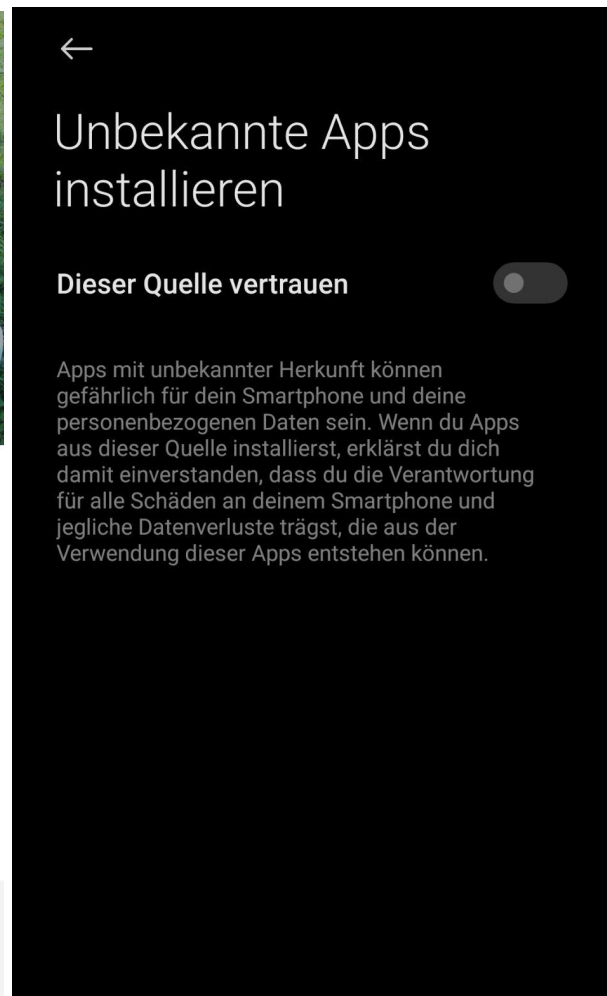 Unbekannte Apps
installieren
Dieser Quelle vertrauen
Apps mit unbekannter Herkunft können
gefährlich für dein Smartphone und deine
personenbezogenen Daten sein. Wenn du Apps
aus dieser Quelle installierst, erklärst du dich
damit einverstanden, dass du die Verantwortung
für alle Schäden an deinem Smartphone und
jegliche Datenverluste trägst, die aus der
Verwendung dieser Apps entstehen können.